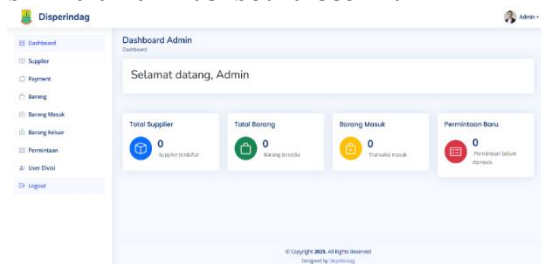 Disperindag
Admin
Dashboard
Supplier
Payment
Barang
Barang Masuk
Barang Keluar
Permintaan
User Divisi
Logout
Dashboard Admin
Dashboard
Selamat datang, Admin
Total Supplier
0
Supplier terdaftar
Total Barang
0
Barang tersedia
Barang Masuk
0
Transaksi masuk
Permintaan Baru
0
Permintaan belum
diproses
© Copyright 2025. All Rights Reserved
Designed by Disperindag